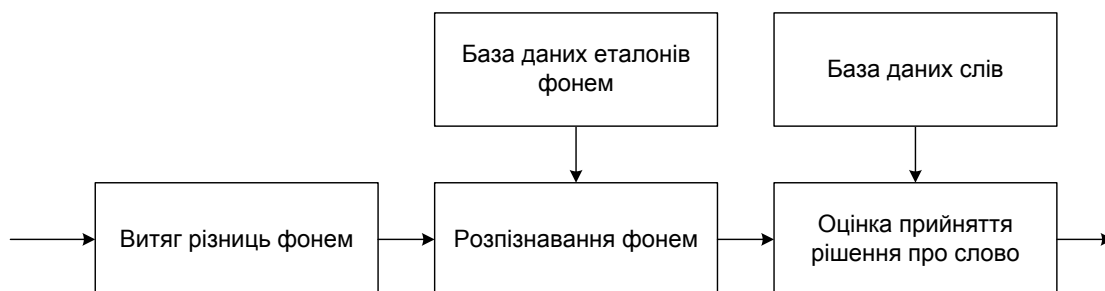 База даних еталонів
фонем
База даних слів
Витяг різниць фонем
Розпізнавання фонем
Оцінка прийняття
рішення про слово